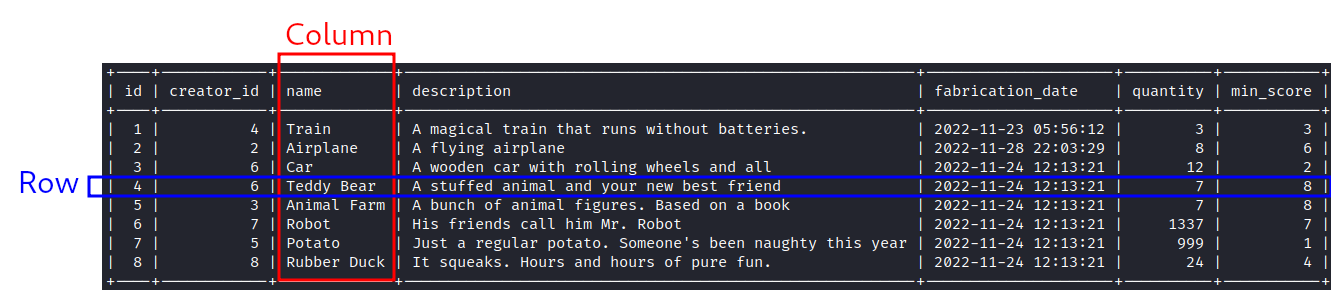 Column
+----+------------+-------------+---------------------------------------------------------+---------------------+----------+-----------+
| id | creator_id | name | description | fabrication_date | quantity | min_score |
+----+------------+-------------+---------------------------------------------------------+---------------------+----------+-----------+
| 1 | 4 | Train | A magical train that runs without batteries. | 2022-11-23 05:56:12 | 3 | 3 |
| 2 | 2 | Airplane | A flying airplane | 2022-11-28 22:03:29 | 8 | 6 |
| 3 | 6 | Car | A wooden car with rolling wheels and all | 2022-11-24 12:13:21 | 12 | 2 |
Row | 4 | 6 | Teddy Bear | A stuffed animal and your new best friend | 2022-11-24 12:13:21 | 7 | 8 |
| 5 | 3 | Animal Farm | A bunch of animal figures. Based on a book | 2022-11-24 12:13:21 | 7 | 8 |
| 6 | 7 | Robot | His friends call him Mr. Robot | 2022-11-24 12:13:21 | 1337 | 7 |
| 7 | 5 | Potato | Just a regular potato. Someone's been naughty this year | 2022-11-24 12:13:21 | 999 | 1 |
| 8 | 8 | Rubber Duck | It squeaks. Hours and hours of pure fun. | 2022-11-24 12:13:21 | 24 | 4 |
+----+------------+-------------+---------------------------------------------------------+---------------------+----------+-----------+